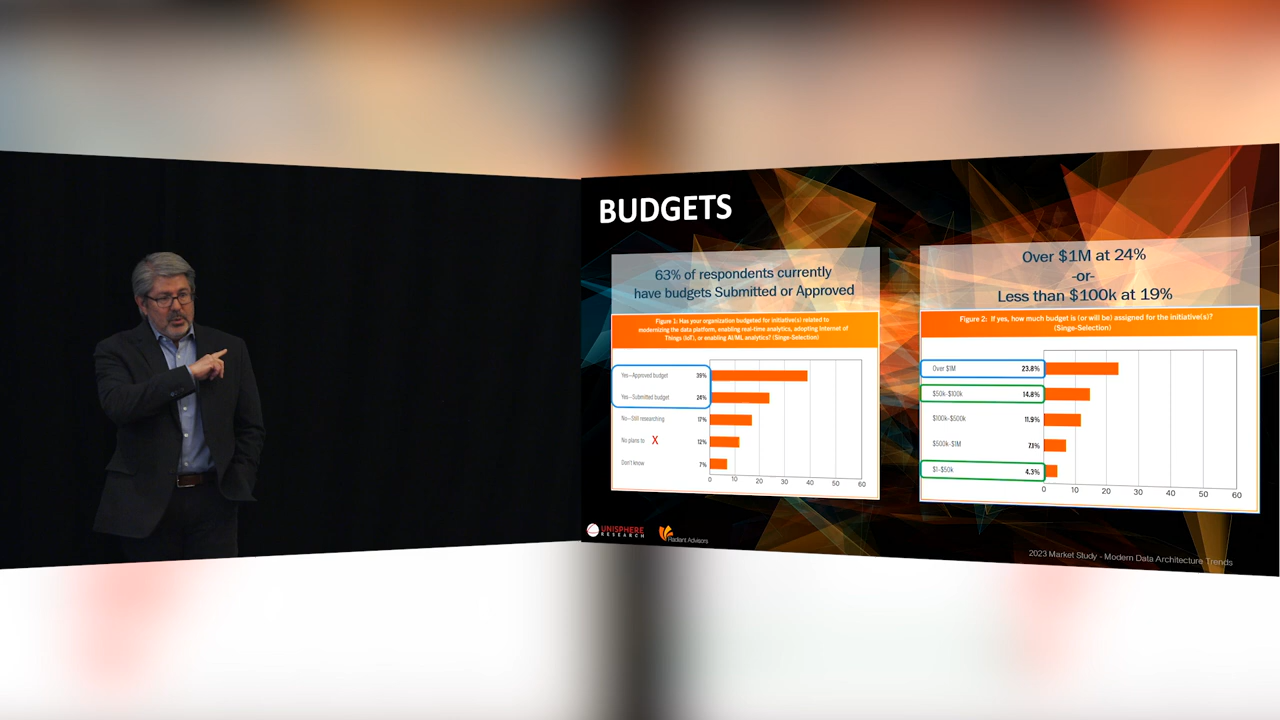 BUDGETS
63% of respondents currently
have budgets Submitted or Approved
Figure 1: Has your organization budgeted for initiative(s) related to
modernizing the data platform, enabling real-time analytics, adopting Internet of
Things (IoT), or enabling AI/ML analytics? (Singe-Selection)
Yes—Approved budget 39%
Yes—Submitted budget 24%
No—Still researching 17%
No plans to X 12%
Don't know 7%
0 10 20 30 40 50 60
Over $1M at 24%
-or-
Less than $100k at 19%
Figure 2: If yes, how much budget is (or will be) assigned for the initiative(s)?
(Singe-Selection)
Over $1M 23.8%
$50k–$100k 14.8%
$100k–$500k 11.9%
$500k–$1M 7.1%
$1–$50k 4.3%
0 10 20 30 40 50 60
UNISPHERE
RESEARCH
Radiant Advisors
2023 Market Study - Modern Data Architecture Trends